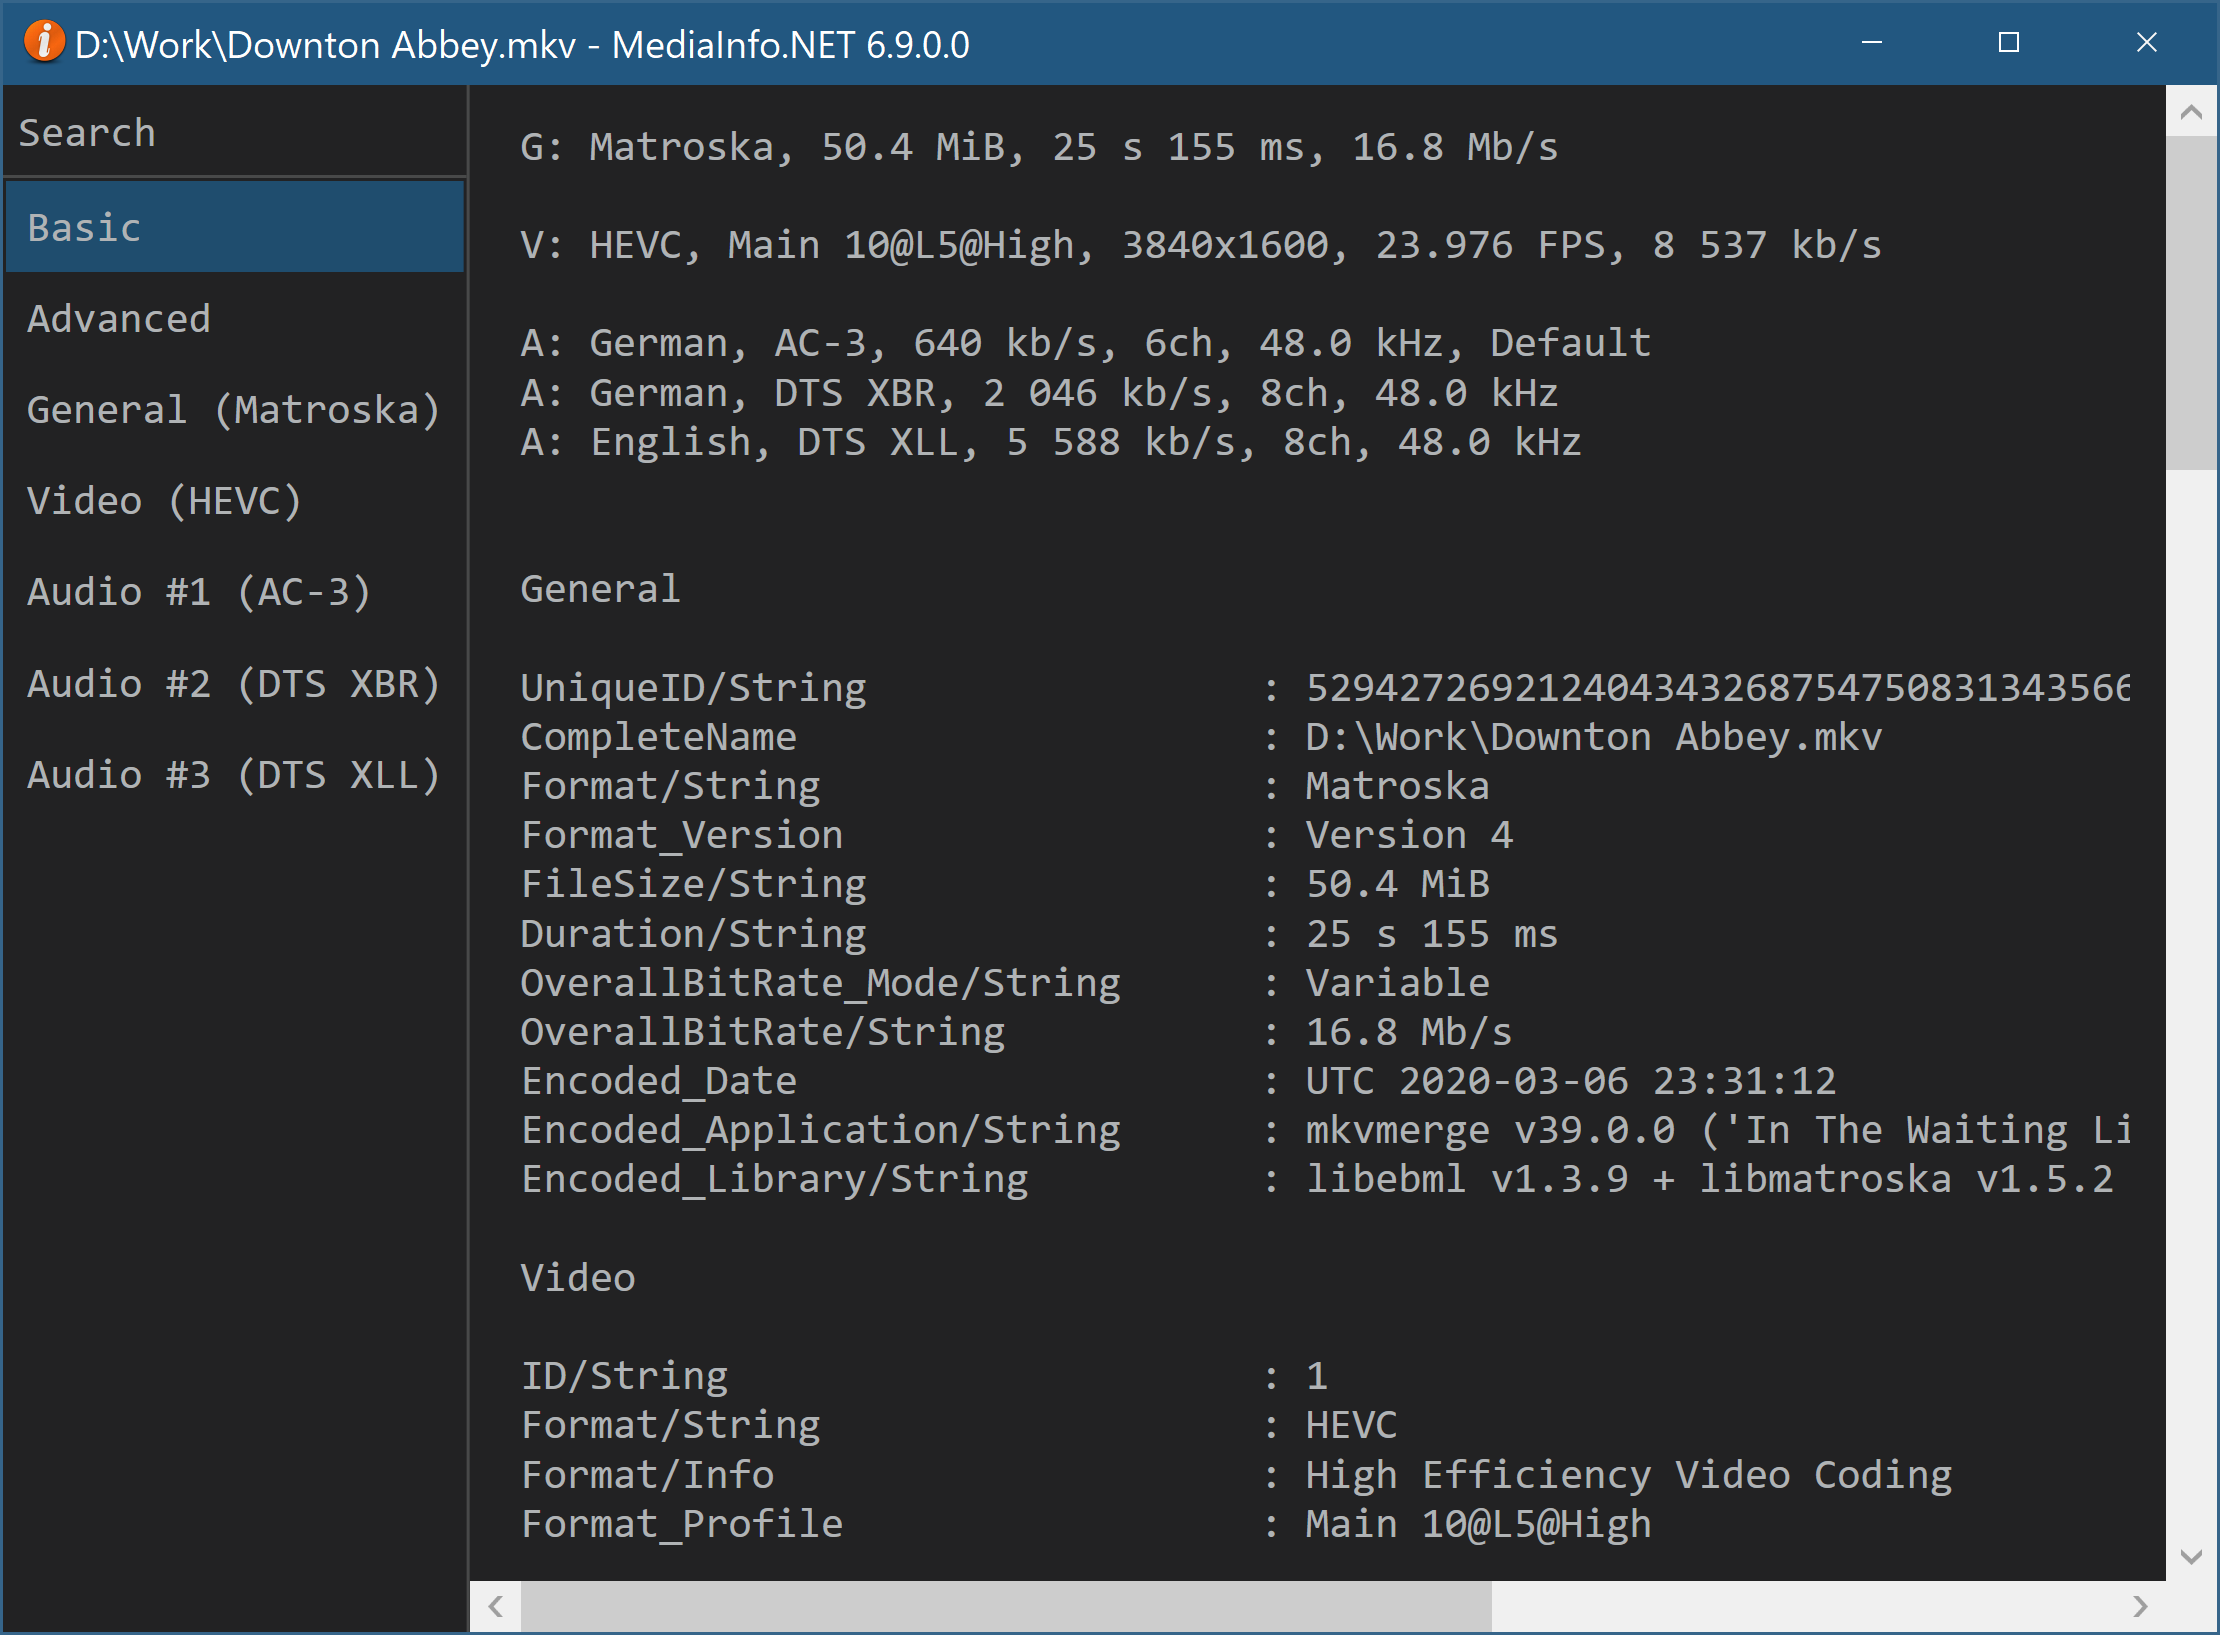 D:\Work\Downton Abbey.mkv - MediaInfo.NET 6.9.0.0
Search
Basic
Advanced
General (Matroska)
Video (HEVC)
Audio #1 (AC-3)
Audio #2 (DTS XBR)
Audio #3 (DTS XLL)
G: Matroska, 50.4 MiB, 25 s 155 ms, 16.8 Mb/s
V: HEVC, Main 10@L5@High, 3840x1600, 23.976 FPS, 8 537 kb/s
A: German, AC-3, 640 kb/s, 6ch, 48.0 kHz, Default
A: German, DTS XBR, 2 046 kb/s, 8ch, 48.0 kHz
A: English, DTS XLL, 5 588 kb/s, 8ch, 48.0 kHz
General
UniqueID/String : 529427269212404343268754750831343566
CompleteName : D:\Work\Downton Abbey.mkv
Format/String : Matroska
Format_Version : Version 4
FileSize/String : 50.4 MiB
Duration/String : 25 s 155 ms
OverallBitRate_Mode/String : Variable
OverallBitRate/String : 16.8 Mb/s
Encoded_Date : UTC 2020-03-06 23:31:12
Encoded_Application/String : mkvmerge v39.0.0 ('In The Waiting Li
Encoded_Library/String : libebml v1.3.9 + libmatroska v1.5.2
Video
ID/String : 1
Format/String : HEVC
Format/Info : High Efficiency Video Coding
Format_Profile : Main 10@L5@High